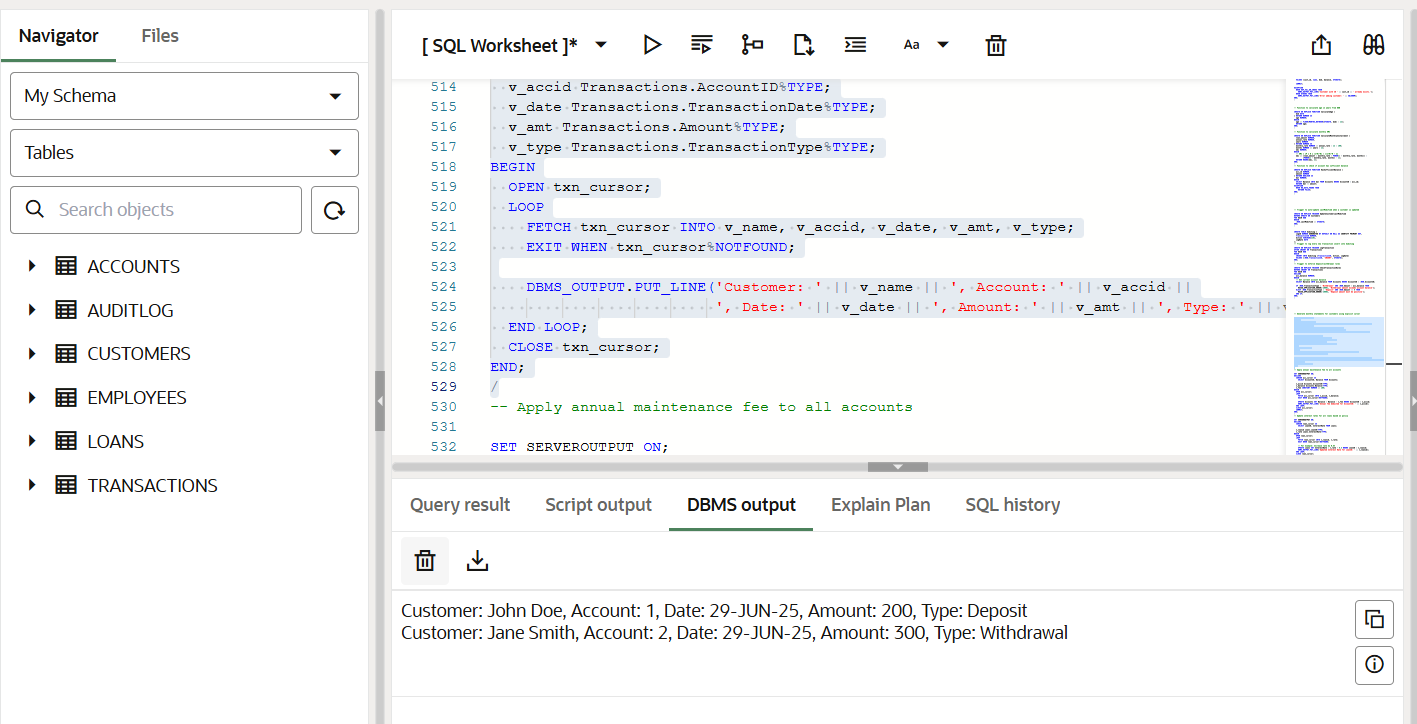 Navigator Files
My Schema
Tables
Search objects
ACCOUNTS
AUDITLOG
CUSTOMERS
EMPLOYEES
LOANS
TRANSACTIONS
[ SQL Worksheet ]*
Aa
514 v_accid Transactions.AccountID%TYPE;
515 v_date Transactions.TransactionDate%TYPE;
516 v_amt Transactions.Amount%TYPE;
517 v_type Transactions.TransactionType%TYPE;
518 BEGIN
519 OPEN txn_cursor;
520 LOOP
521 FETCH txn_cursor INTO v_name, v_accid, v_date, v_amt, v_type;
522 EXIT WHEN txn_cursor%NOTFOUND;
523
524 DBMS_OUTPUT.PUT_LINE('Customer: ' || v_name || ', Account: ' || v_accid ||
525 ', Date: ' || v_date || ', Amount: ' || v_amt || ', Type: ' ||
526 END LOOP;
527 CLOSE txn_cursor;
528 END;
529 /
530 -- Apply annual maintenance fee to all accounts
531
532 SET SERVEROUTPUT ON;
Query result Script output DBMS output Explain Plan SQL history
Customer: John Doe, Account: 1, Date: 29-JUN-25, Amount: 200, Type: Deposit
Customer: Jane Smith, Account: 2, Date: 29-JUN-25, Amount: 300, Type: Withdrawal